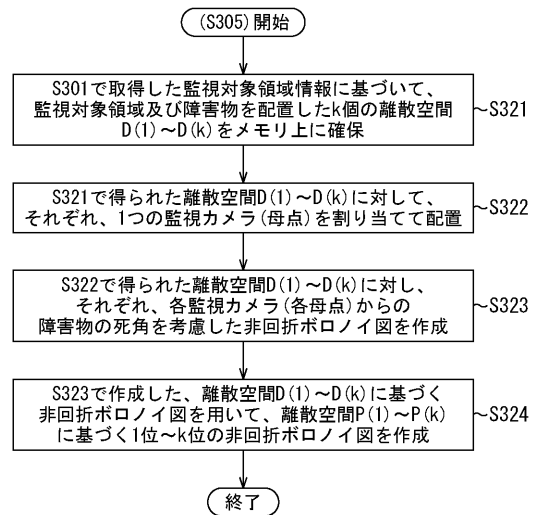 (S305)開始
S301で取得した監視対象領域情報に基づいて、
監視対象領域及び障害物を配置したk個の離散空間
D(1)～D(k)をメモリ上に確保
～S321
S321で得られた離散空間D(1)～D(k)に対して、
それぞれ、1つの監視カメラ(母点)を割り当てて配置
～S322
S322で得られた離散空間D(1)～D(k)に対し、
それぞれ、各監視カメラ(各母点)からの
障害物の死角を考慮した非回折ボロノイ図を作成
～S323
S323で作成した、離散空間D(1)～D(k)に基づく
非回折ボロノイ図を用いて、離散空間P(1)～P(k)
に基づく1位～k位の非回折ボロノイ図を作成
～S324
終了